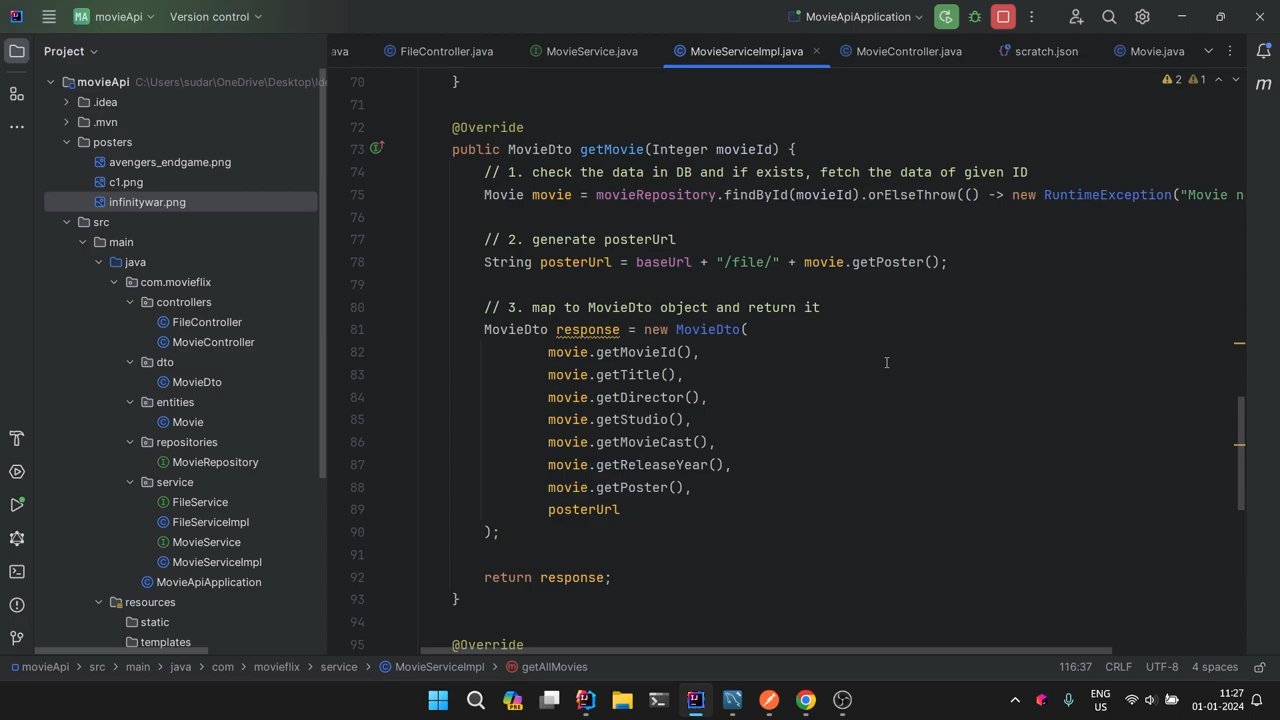 MA movieApi Version control MovieApiApplication
Project
ava FileController.java MovieService.java MovieServiceImpl.java MovieController.java scratch.json Movie.java
movieApi C:\Users\sudar\OneDrive\Desktop\Ide
.idea
.mvn
posters
avengers_endgame.png
c1.png
infinitywar.png
src
main
java
com.movieflix
controllers
FileController
MovieController
dto
MovieDto
entities
Movie
repositories
MovieRepository
service
FileService
FileServiceImpl
MovieService
MovieServiceImpl
MovieApiApplication
resources
static
templates
2 1
m
70 }
71
72 @Override
73 public MovieDto getMovie(Integer movieId) {
74 // 1. check the data in DB and if exists, fetch the data of given ID
75 Movie movie = movieRepository.findById(movieId).orElseThrow(() -> new RuntimeException("Movie n
76
77 // 2. generate posterUrl
78 String posterUrl = baseUrl + "/file/" + movie.getPoster();
79
80 // 3. map to MovieDto object and return it
81 MovieDto response = new MovieDto(
82 movie.getMovieId(),
83 movie.getTitle(),
84 movie.getDirector(),
85 movie.getStudio(),
86 movie.getMovieCast(),
87 movie.getReleaseYear(),
88 movie.getPoster(),
89 posterUrl
90 );
91
92 return response;
93 }
94
95 @Override
movieApi > src > main > java > com > movieflix > service > MovieServiceImpl > getAllMovies 116:37 CRLF UTF-8 4 spaces
PRE
ENG
US
11:27
01-01-2024